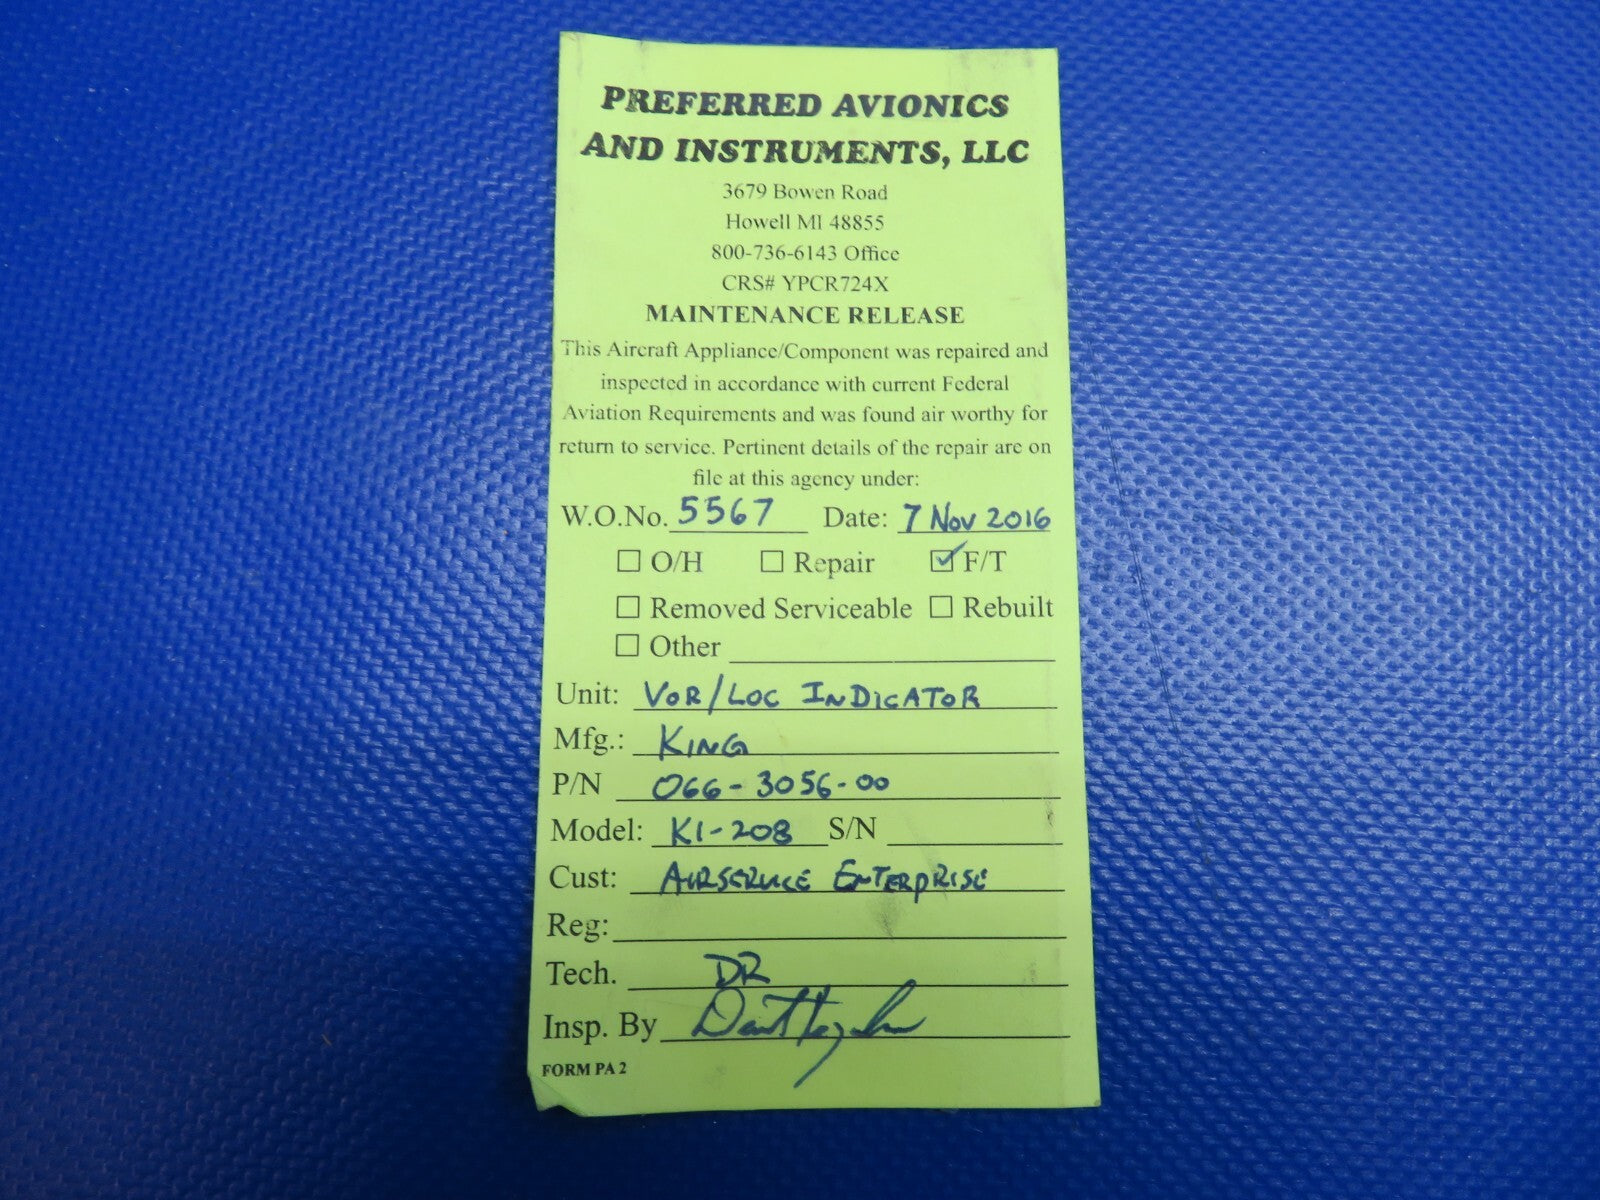 PREFERRED AVIONICS
AND INSTRUMENTS, LLC
3679 Bowen Road
Howell MI 48855
800-736-6143 Office
CRS# YPCR724X
MAINTENANCE RELEASE
This Aircraft Appliance/Component was repaired and
inspected in accordance with current Federal
Aviation Requirements and was found air worthy for
return to service. Pertinent details of the repair are on
file at this agency under:
W.O.No. 5567 Date: 7 Nov 2016
☐ O/H ☐ Repair ☑ F/T
☐ Removed Serviceable ☐ Rebuilt
☐ Other
Unit: VOR/LOC INDICATOR
Mfg.: KING
P/N 066-3056-00
Model: KI-208 S/N
Cust: AIRSERVICE ENTERPRISE
Reg:
Tech. DR
Insp. By
FORM PA 2